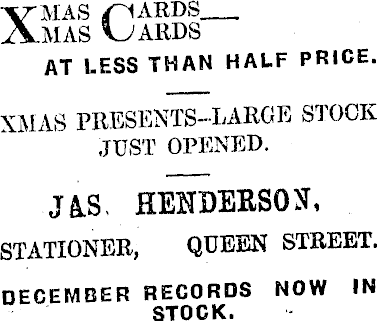 XMAS CARDS—
XMAS CARDS
AT LESS THAN HALF PRICE.
XMAS PRESENTS—LARGE STOCK
JUST OPENED.
JAS. HENDERSON,
STATIONER, QUEEN STREET.
DECEMBER RECORDS NOW IN
STOCK.